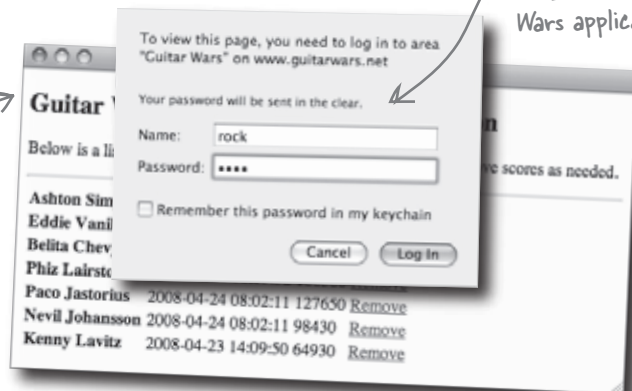 Wars applic
To view this page, you need to log in to area
"Guitar Wars" on www.guitarwars.net
Your password will be sent in the clear.
Name: rock
Password: ••••
Remember this password in my keychain
Cancel Log In
Guitar
n
Below is a li
ve scores as needed.
Ashton Sim
Eddie Vanil
Belita Chev
Phiz Lairsto
Paco Jastorius 2008-04-24 08:02:11 127650 Remove
Nevil Johansson 2008-04-24 08:02:11 98430 Remove
Kenny Lavitz 2008-04-23 14:09:50 64930 Remove